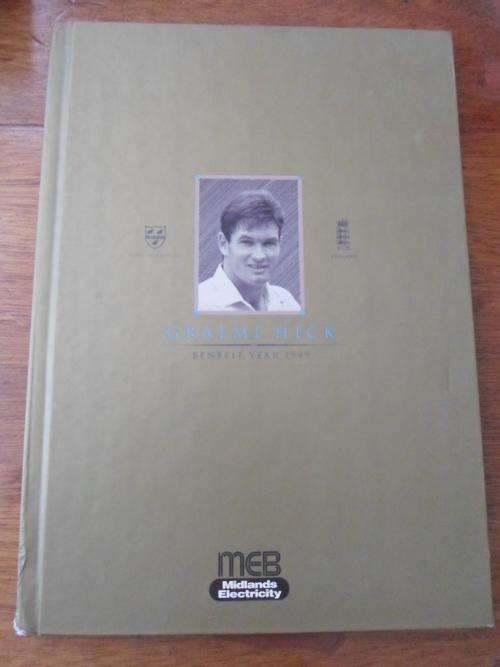 GRAEME HICK
BENEFIT YEAR 1999
MEB
Midlands
Electricity